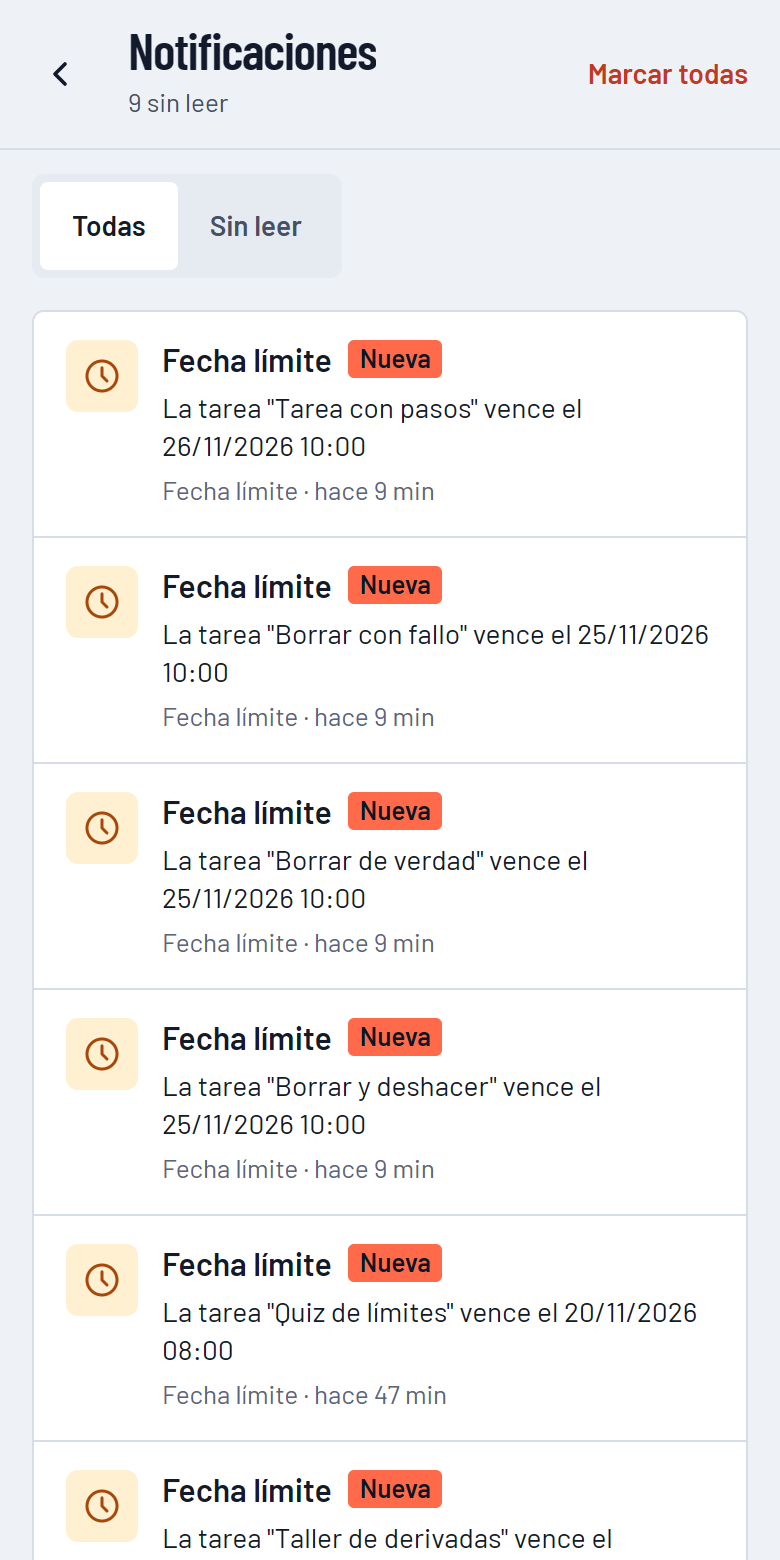 Notificaciones
9 sin leer
Marcar todas
Todas
Sin leer
Fecha límite Nueva
La tarea "Tarea con pasos" vence el
26/11/2026 10:00
Fecha límite · hace 9 min
Fecha límite Nueva
La tarea "Borrar con fallo" vence el 25/11/2026
10:00
Fecha límite · hace 9 min
Fecha límite Nueva
La tarea "Borrar de verdad" vence el
25/11/2026 10:00
Fecha límite · hace 9 min
Fecha límite Nueva
La tarea "Borrar y deshacer" vence el
25/11/2026 10:00
Fecha límite · hace 9 min
Fecha límite Nueva
La tarea "Quiz de límites" vence el 20/11/2026
08:00
Fecha límite · hace 47 min
Fecha límite Nueva
La tarea "Taller de derivadas" vence el